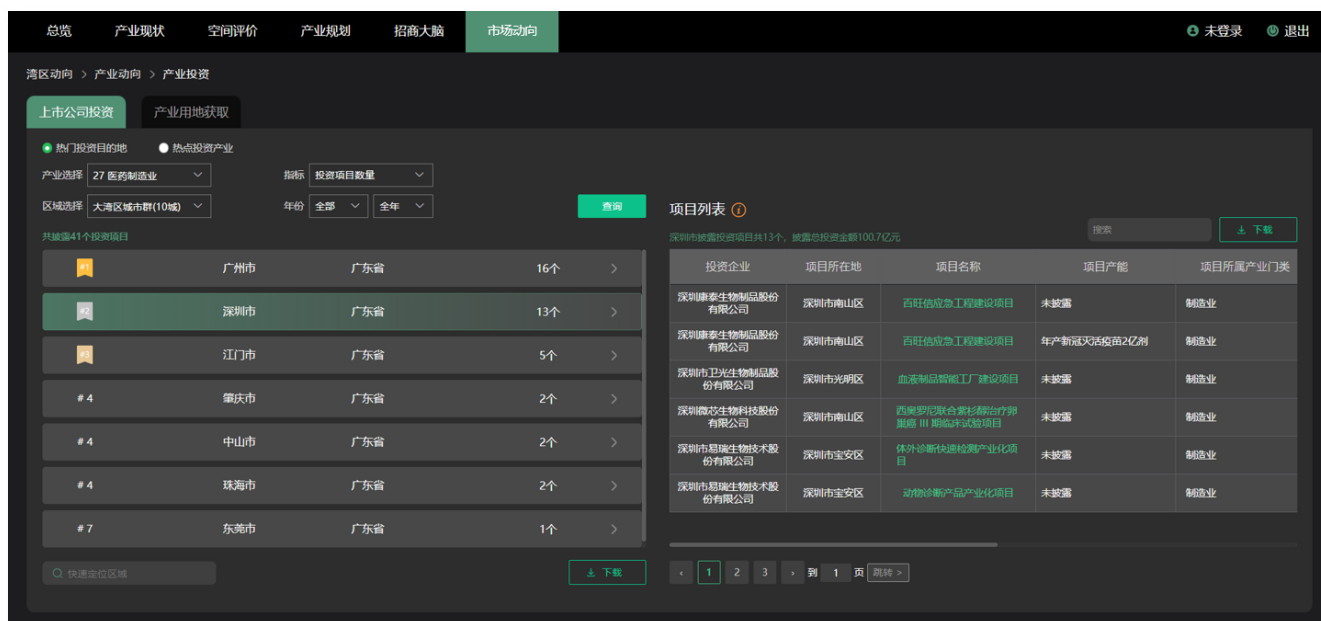 总览 产业现状 空间评价 产业规划 招商大脑 市场动向 未登录 退出
湾区动向 > 产业动向 > 产业投资
上市公司投资 产业用地获取
热门投资目的地 热点投资产业
产业选择 27 医药制造业 指标 投资项目数量
区域选择 大湾区城市群(10城) 年份 全部 全年 查询
共披露41个投资项目
#1 广州市 广东省 16个 >
#2 深圳市 广东省 13个 >
#3 江门市 广东省 5个 >
# 4 肇庆市 广东省 2个 >
# 4 中山市 广东省 2个 >
# 4 珠海市 广东省 2个 >
# 7 东莞市 广东省 1个 >
快速定位区域 下载
项目列表
深圳市披露投资项目共13个，披露总投资金额100.7亿元
搜索 下载
投资企业 项目所在地 项目名称 项目产能 项目所属产业门类
深圳康泰生物制品股份
有限公司 深圳市南山区 百旺信应急工程建设项目 未披露 制造业
深圳康泰生物制品股份
有限公司 深圳市南山区 百旺信应急工程建设项目 年产新冠灭活疫苗2亿剂 制造业
深圳市卫光生物制品股
份有限公司 深圳市光明区 血液制品智能工厂建设项目 未披露 制造业
深圳微芯生物科技股份
有限公司 深圳市南山区 西奥罗尼联合紫杉醇治疗卵
巢癌 III 期临床试验项目 未披露 制造业
深圳市易瑞生物技术股
份有限公司 深圳市宝安区 体外诊断快速检测产业化项
目 未披露 制造业
深圳市易瑞生物技术股
份有限公司 深圳市宝安区 动物诊断产品产业化项目 未披露 制造业
‹ 1 2 3 › 到 1 页 跳转 >